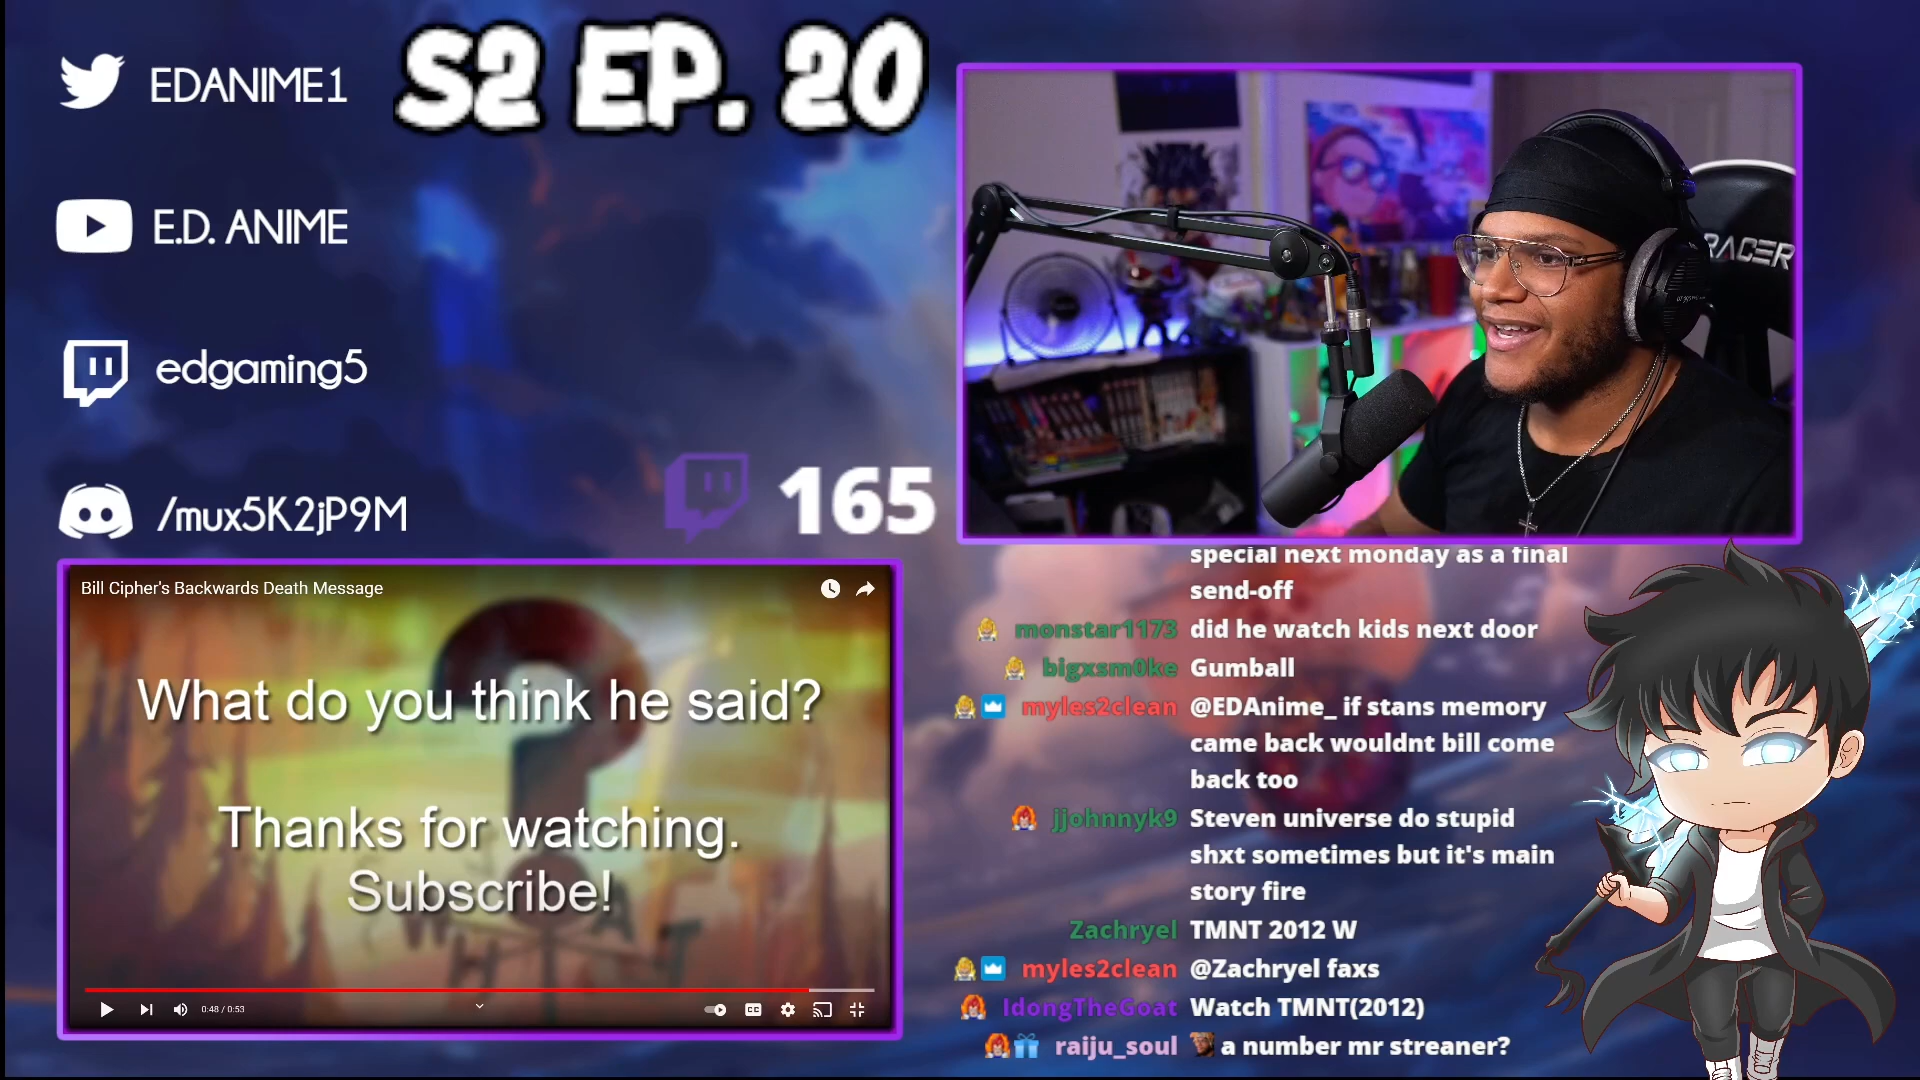 EDANIME1
S2 EP. 20
E.D. ANIME
edgaming5
/mux5K2jP9M
165
RACER
Bill Cipher's Backwards Death Message
What do you think he said?
Thanks for watching.
Subscribe!
WHAT
0:48 / 0:53
special next monday as a final
send-off
monstar1173 did he watch kids next door
bigxsm0ke Gumball
myles2clean @EDAnime_ if stans memory
came back wouldnt bill come
back too
jjohnnyk9 Steven universe do stupid
shxt sometimes but it's main
story fire
Zachryel TMNT 2012 W
myles2clean @Zachryel faxs
IdongTheGoat Watch TMNT(2012)
raiju_soul a number mr streaner?